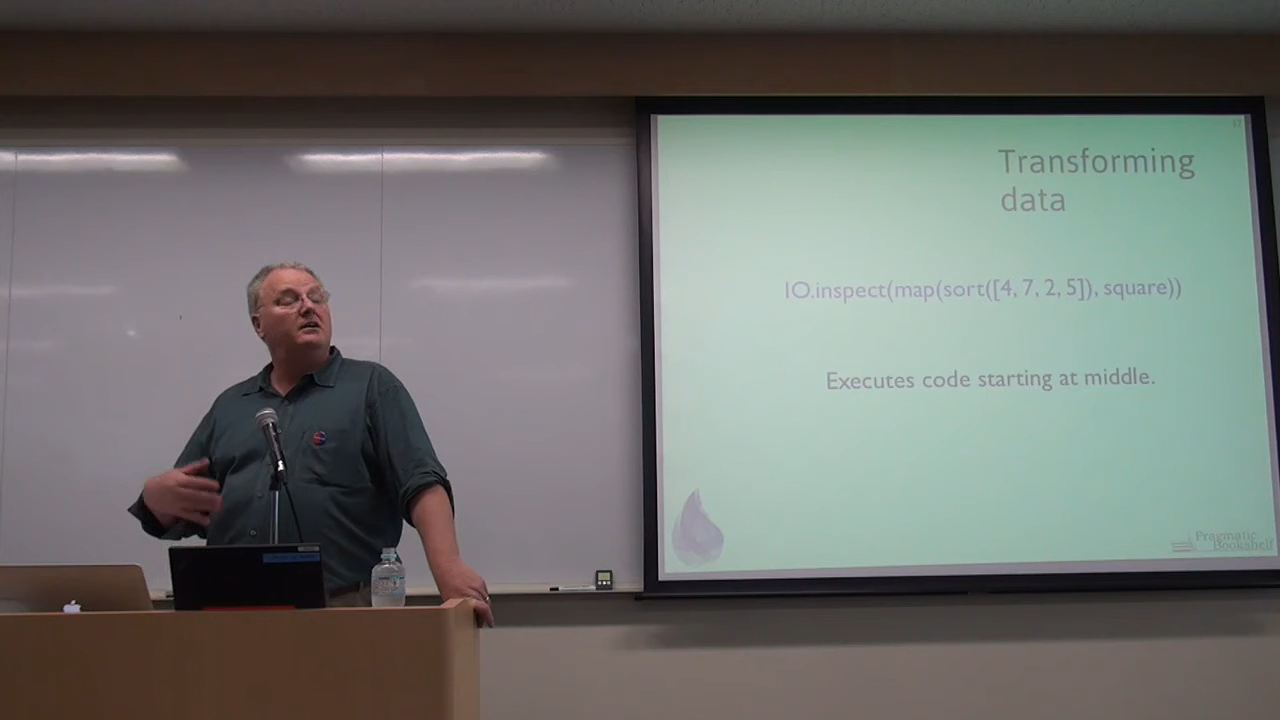 Transforming
data
IO.inspect(map(sort([4, 7, 2, 5]), square))
Executes code starting at middle.
Pragmatic
Bookshelf